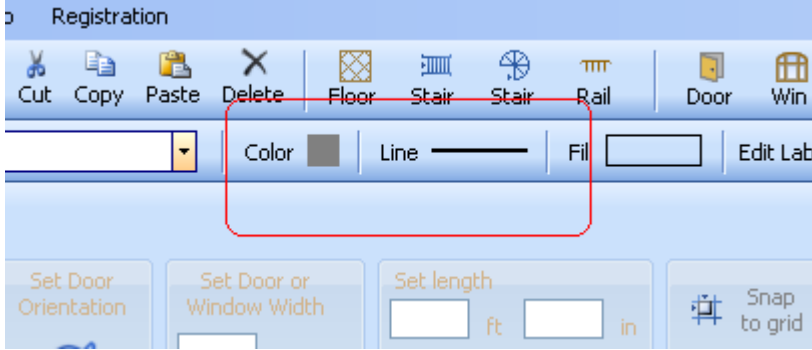 Registration
Cut Copy Paste Delete Floor Stair Stair Rail Door Win
Color Line Fil Edit Lab
Set Door Set Door or Set length Snap
Orientation Window Width ft in to grid